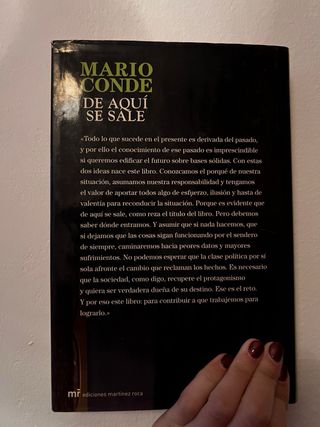 MARIO
CONDE
DE AQUÍ
SE SALE
«Todo lo que sucede en el presente es derivada del pasado,
y por ello el conocimiento de ese pasado es imprescindible
si queremos edificar el futuro sobre bases sólidas. Con estas
dos ideas nace este libro. Conozcamos el porqué de nuestra
situación, asumamos nuestra responsabilidad y tengamos
el valor de aportar todos algo de esfuerzo, ilusión y hasta de
valentía para reconducir la situación. Porque es evidente que
de aquí se sale, como reza el título del libro. Pero debemos
saber dónde entramos. Y asumir que si nada hacemos, que
si dejamos que las cosas sigan funcionando por el sendero
de siempre, caminaremos hacia peores datos y mayores
sufrimientos. No podemos esperar que la clase política por sí
sola afronte el cambio que reclaman los hechos. Es necesario
que la sociedad, como digo, recupere el protagonismo
y quiera ser verdadera dueña de su destino. Ese es el reto.
Y por eso este libro: para contribuir a que trabajemos para
lograrlo.»
mr ediciones martínez roca